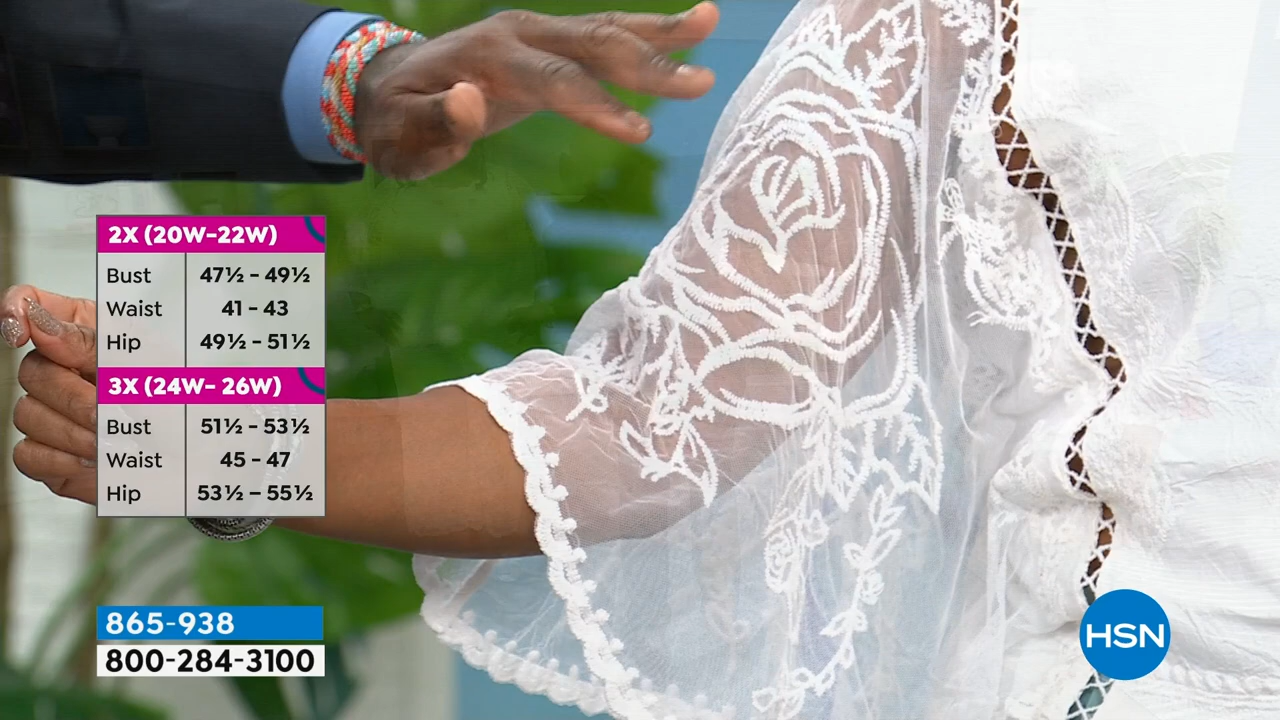 2X (20W-22W)
Bust 47½ - 49½
Waist 41 - 43
Hip 49½ - 51½
3X (24W- 26W)
Bust 51½ - 53½
Waist 45 - 47
Hip 53½ - 55½
865-938
800-284-3100
HSN